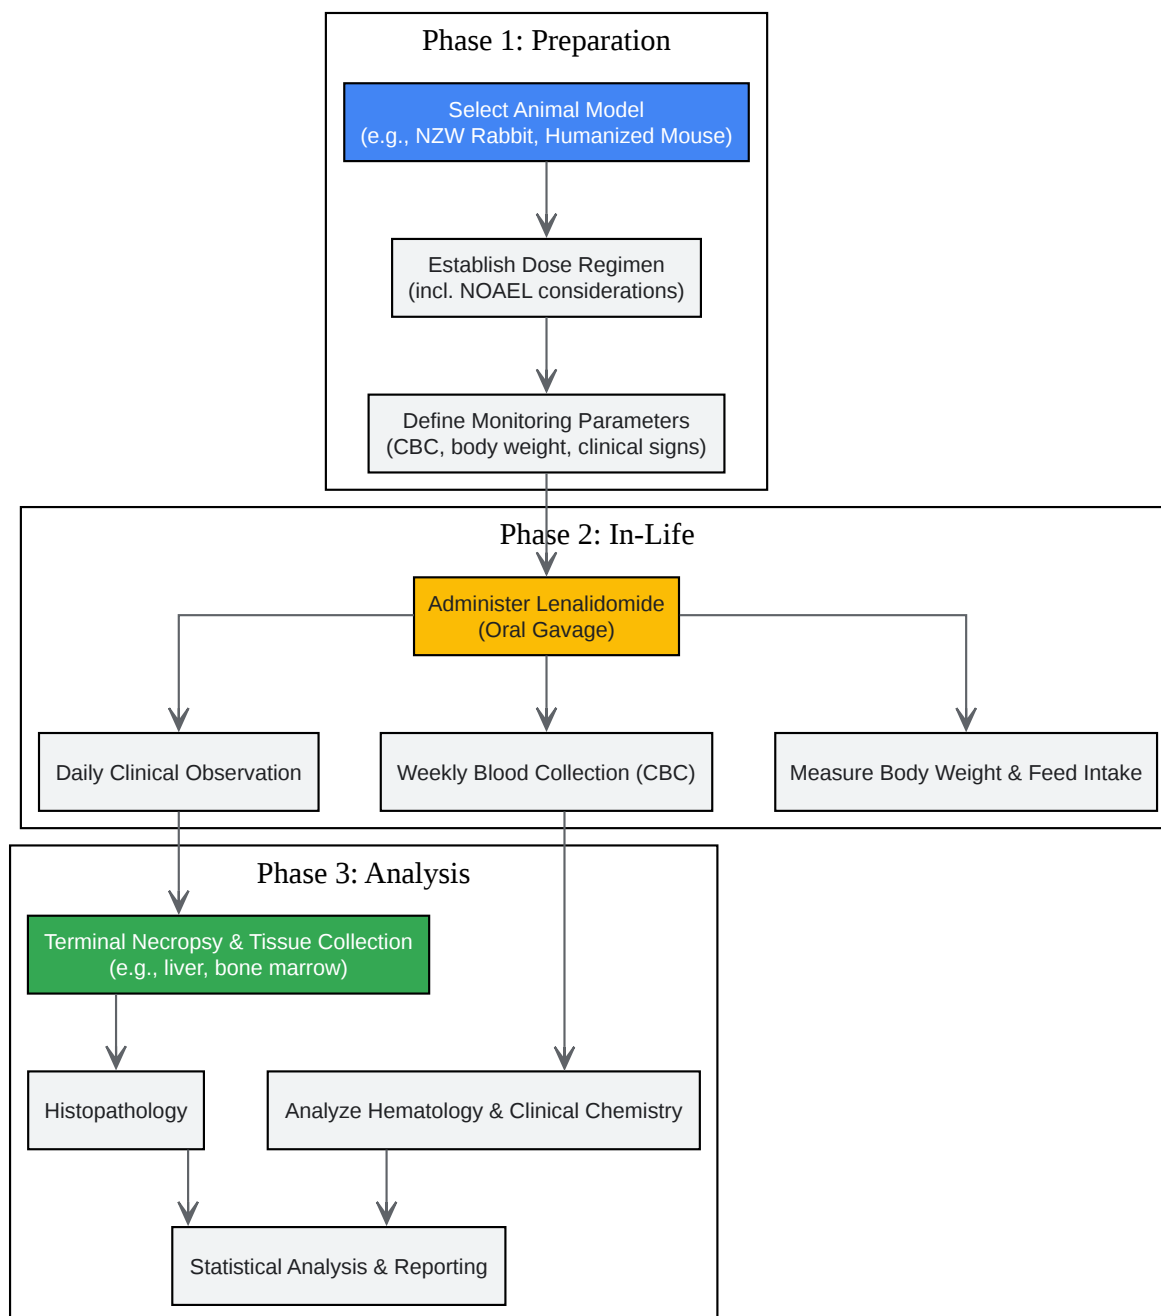 Phase 1: Preparation
Select Animal Model
(e.g., NZW Rabbit, Humanized Mouse)
Establish Dose Regimen
(incl. NOAEL considerations)
Define Monitoring Parameters
(CBC, body weight, clinical signs)
Phase 2: In-Life
Administer Lenalidomide
(Oral Gavage)
Daily Clinical Observation
Weekly Blood Collection (CBC)
Measure Body Weight & Feed Intake
Phase 3: Analysis
Terminal Necropsy & Tissue Collection
(e.g., liver, bone marrow)
Histopathology
Analyze Hematology & Clinical Chemistry
Statistical Analysis & Reporting